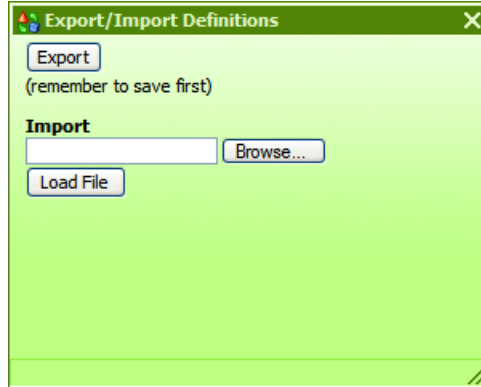 Export/Import Definitions
Export
(remember to save first)
Import
Browse...
Load File